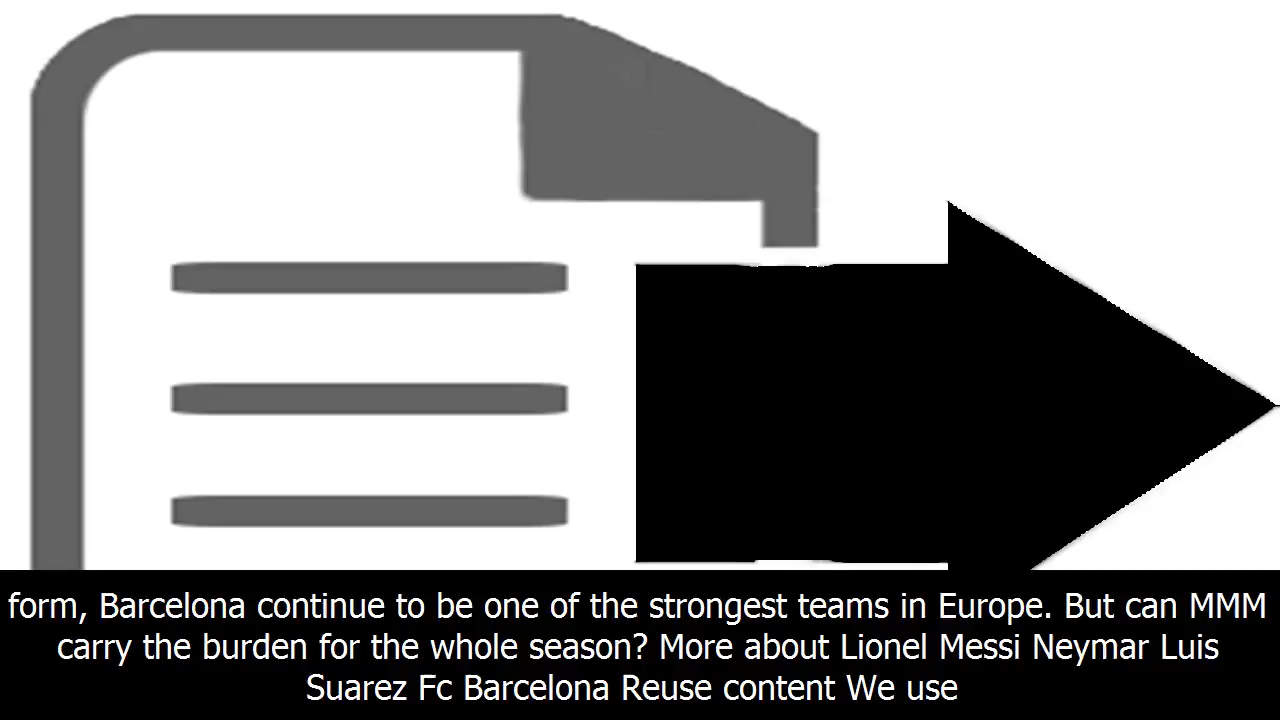 form, Barcelona continue to be one of the strongest teams in Europe. But can MMM
carry the burden for the whole season? More about Lionel Messi Neymar Luis
Suarez Fc Barcelona Reuse content We use